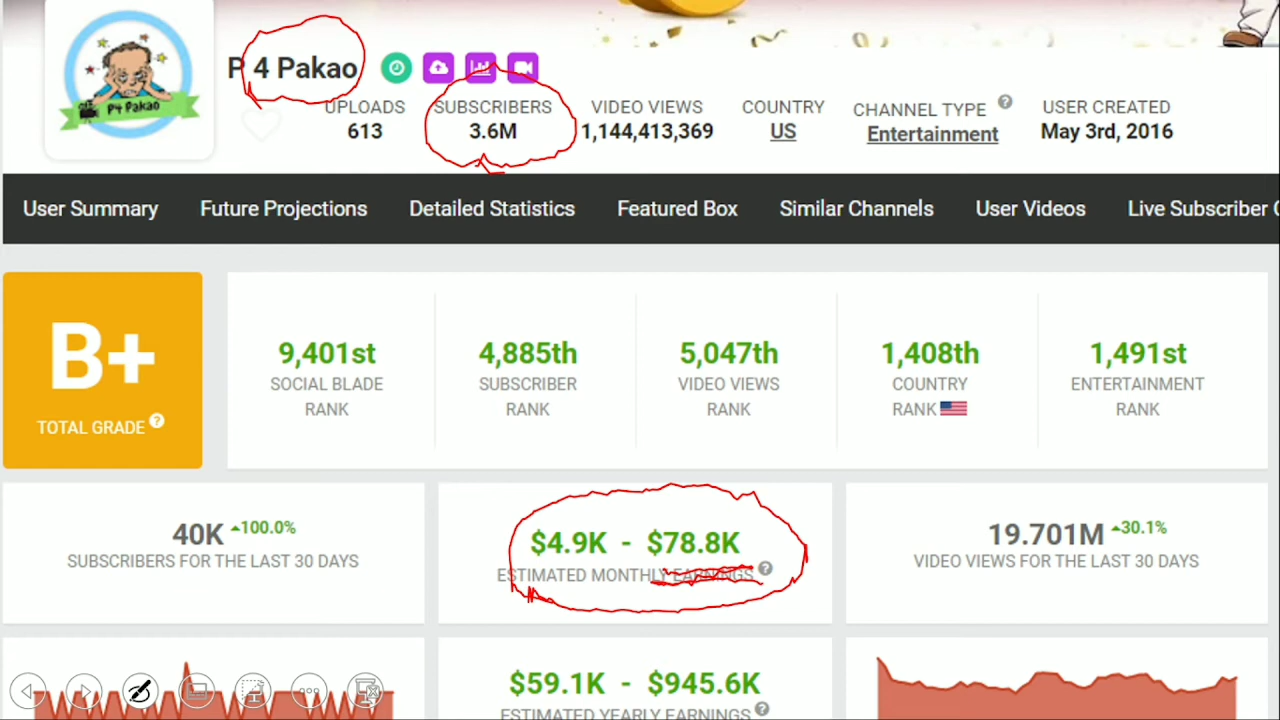 P4 Pakao
P 4 Pakao
UPLOADS
613
SUBSCRIBERS
3.6M
VIDEO VIEWS
1,144,413,369
COUNTRY
US
CHANNEL TYPE ?
Entertainment
USER CREATED
May 3rd, 2016
User Summary Future Projections Detailed Statistics Featured Box Similar Channels User Videos Live Subscriber C
B+
TOTAL GRADE ?
9,401st
SOCIAL BLADE
RANK
4,885th
SUBSCRIBER
RANK
5,047th
VIDEO VIEWS
RANK
1,408th
COUNTRY
RANK
1,491st
ENTERTAINMENT
RANK
40K 100.0%
SUBSCRIBERS FOR THE LAST 30 DAYS
$4.9K - $78.8K
ESTIMATED MONTHLY EARNINGS ?
19.701M 30.1%
VIDEO VIEWS FOR THE LAST 30 DAYS
$59.1K - $945.6K
ESTIMATED YEARLY EARNINGS ?